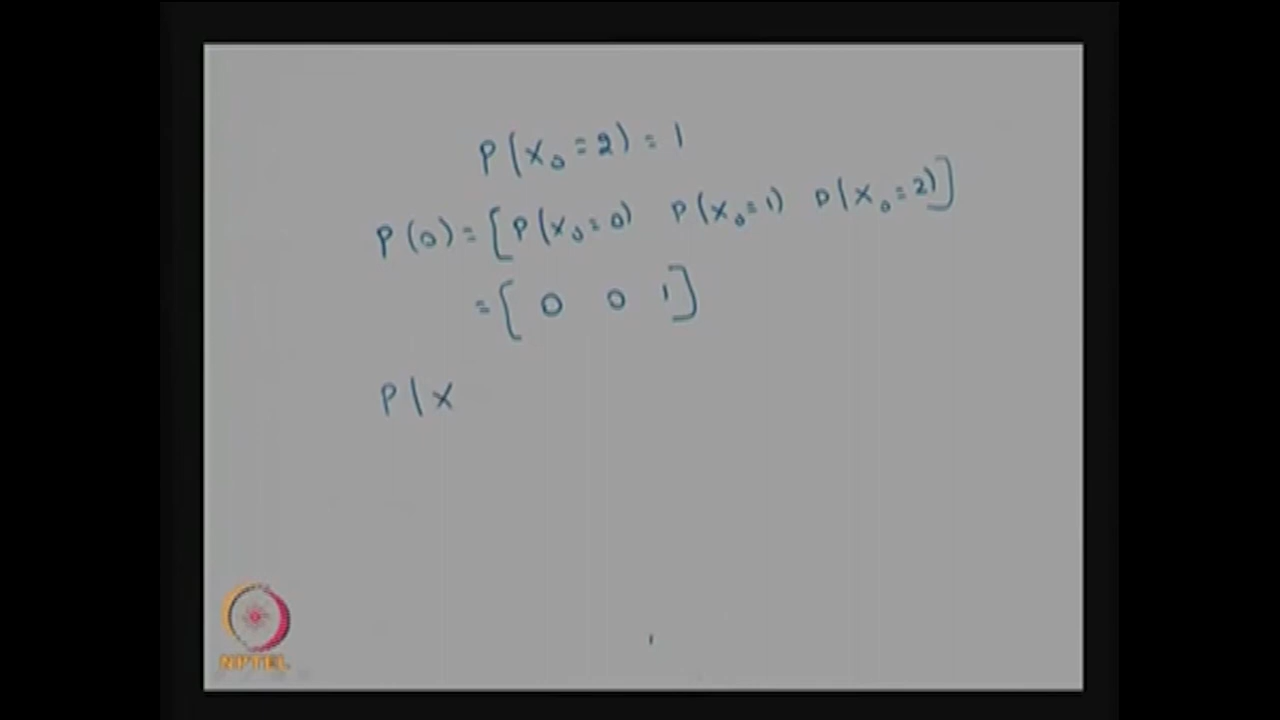 P(X₀ = 2) = 1
P(0) = [P(X₀ = 0) P(X₀ = 1) P(X₀ = 2)]
= [0 0 1]
P(X
NPTEL